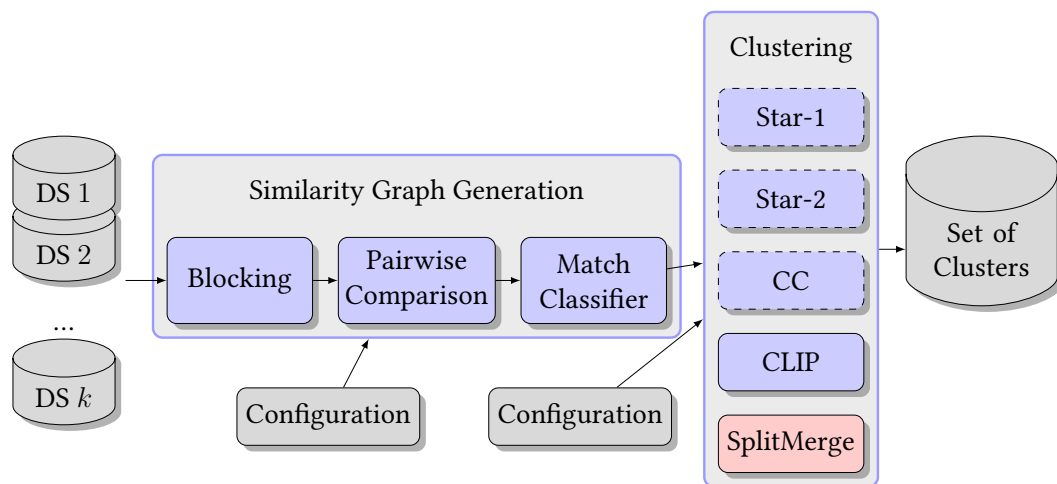 DS 1
DS 2
...
DS k
Similarity Graph Generation
Blocking
Pairwise
Comparison
Match
Classifier
Configuration
Configuration
Clustering
Star-1
Star-2
CC
CLIP
SplitMerge
Set of
Clusters